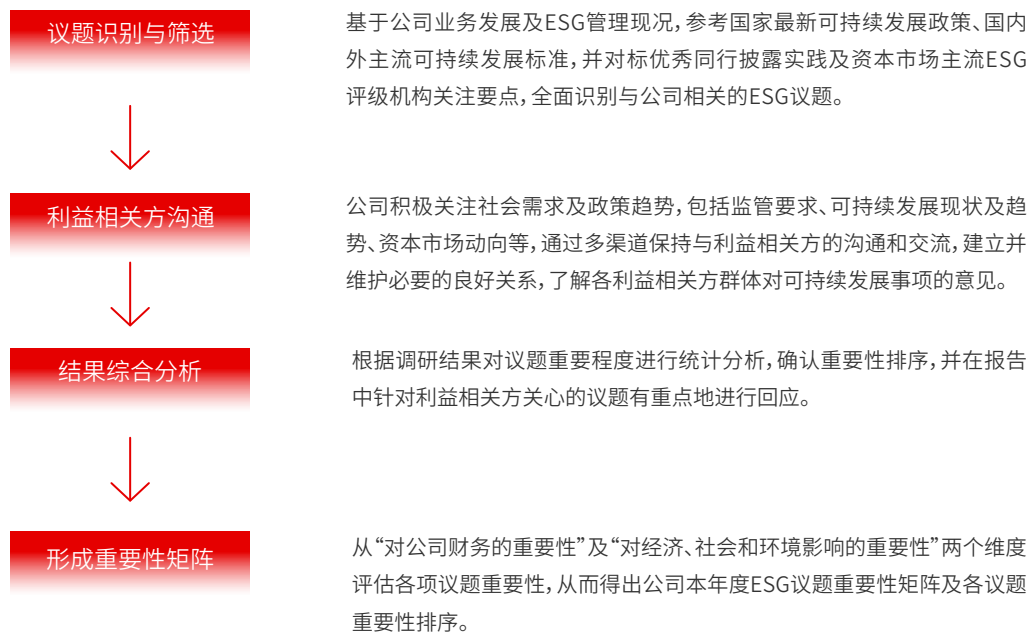 议题识别与筛选
基于公司业务发展及ESG管理现况，参考国家最新可持续发展政策、国内
外主流可持续发展标准，并对标优秀同行披露实践及资本市场主流ESG
评级机构关注要点，全面识别与公司相关的ESG议题。
利益相关方沟通
公司积极关注社会需求及政策趋势，包括监管要求、可持续发展现状及趋
势、资本市场动向等，通过多渠道保持与利益相关方的沟通和交流，建立并
维护必要的良好关系，了解各利益相关方群体对可持续发展事项的意见。
结果综合分析
根据调研结果对议题重要程度进行统计分析，确认重要性排序，并在报告
中针对利益相关方关心的议题有重点地进行回应。
形成重要性矩阵
从“对公司财务的重要性”及“对经济、社会和环境影响的重要性”两个维度
评估各项议题重要性，从而得出公司本年度ESG议题重要性矩阵及各议题
重要性排序。